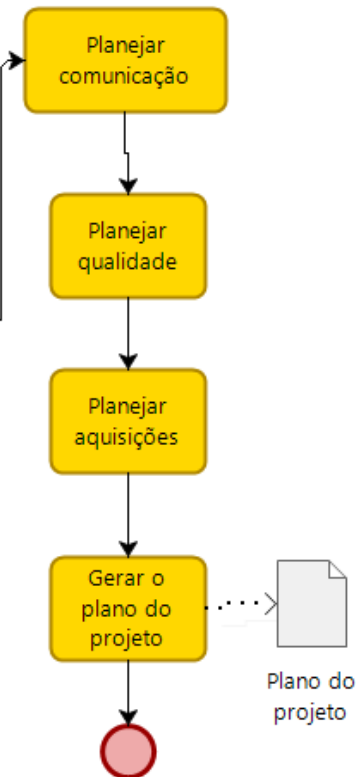 Planejar
comunicação
Planejar
qualidade
Planejar
aquisições
Gerar o
plano do
projeto
Plano do
projeto